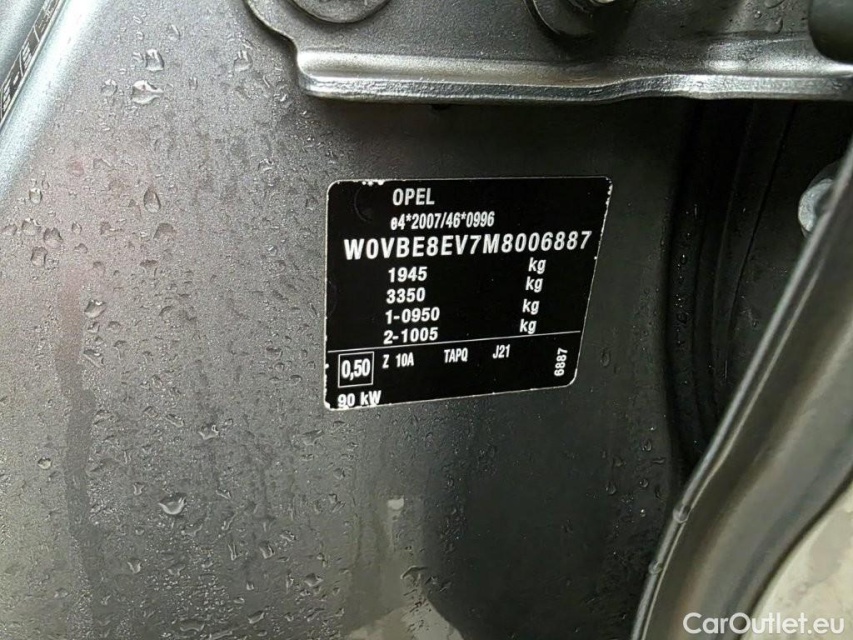 OPEL
e4*2007/46*0996
W0VBE8EV7M8006887
1945 kg
3350 kg
1-0950 kg
2-1005 kg
0,50 Z 10A TAPQ J21 6887
90 kW
CarOutlet.eu